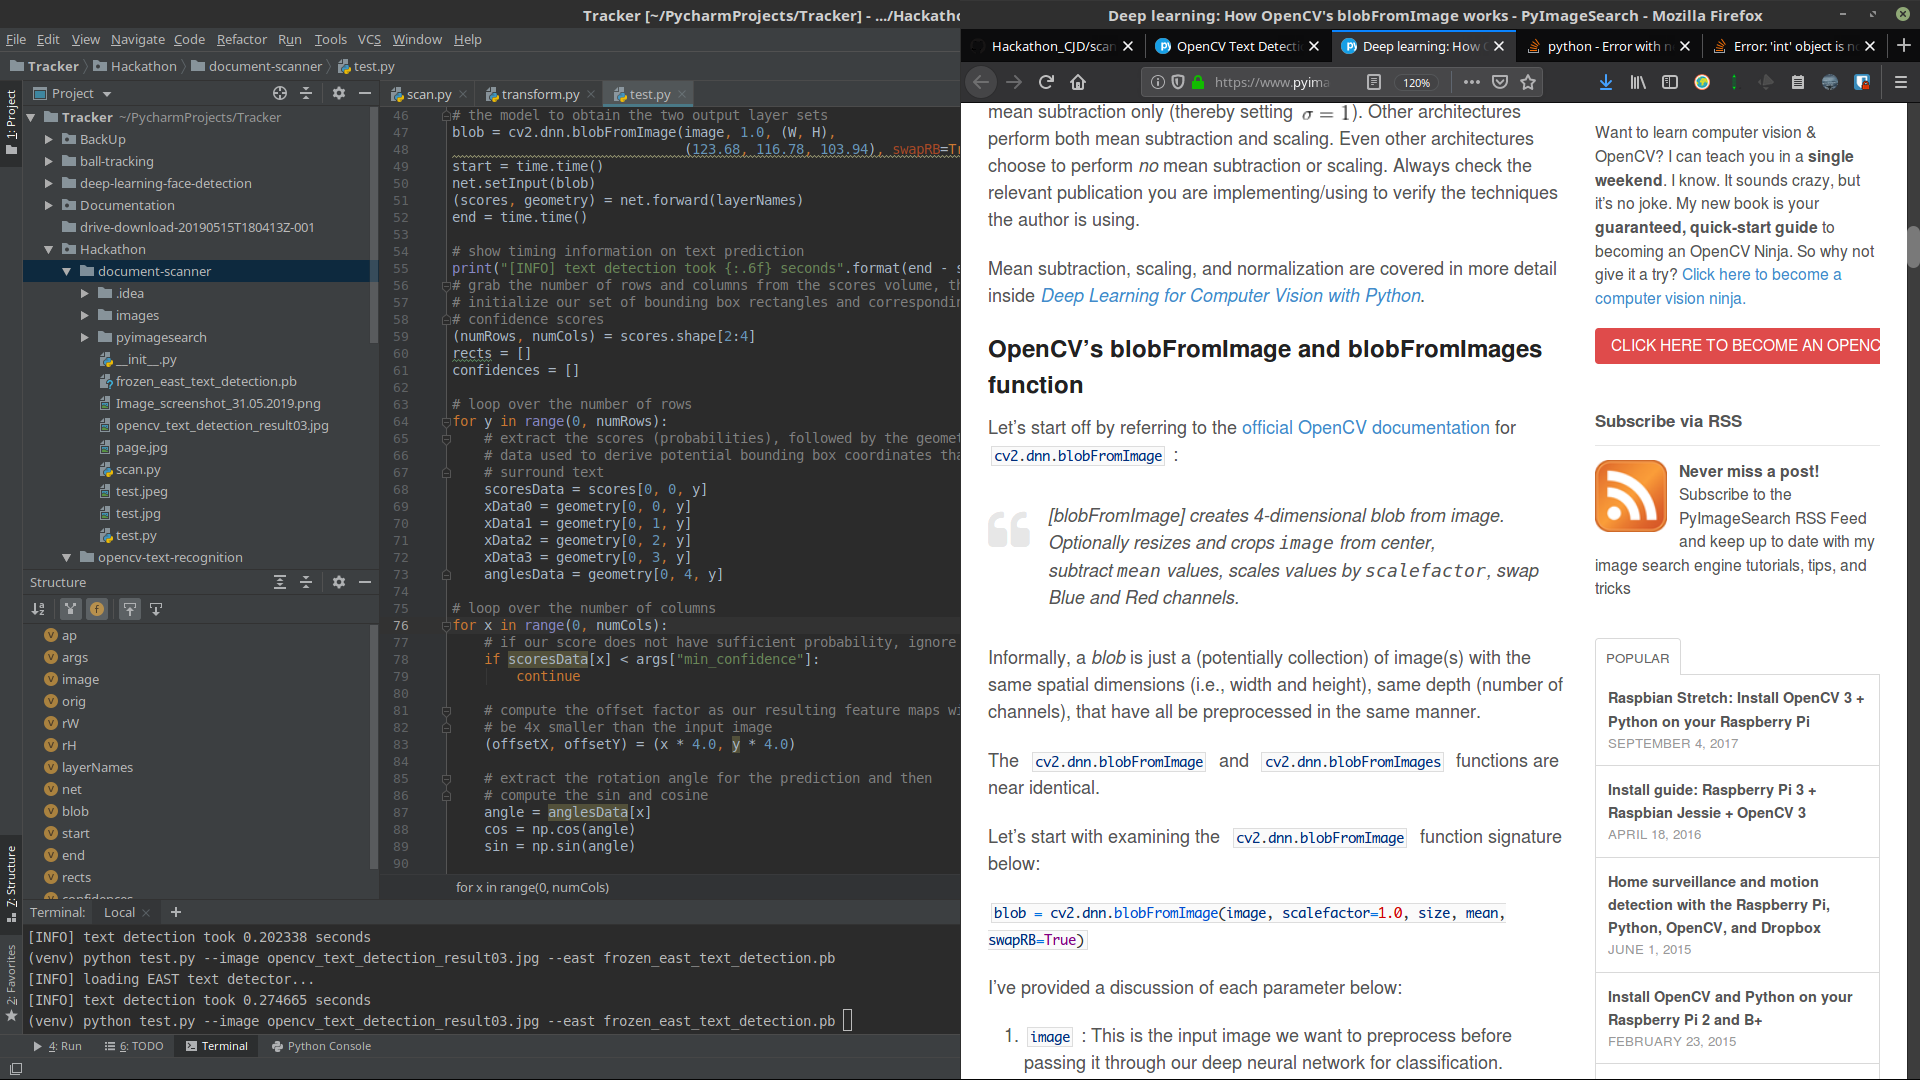 Tracker [~/PycharmProjects/Tracker] - .../Hackatho
File Edit View Navigate Code Refactor Run Tools VCS Window Help
Tracker Hackathon document-scanner test.py
1: Project
7: Structure
2: Favorites
Project
Tracker ~/PycharmProjects/Tracker
BackUp
ball-tracking
deep-learning-face-detection
Documentation
drive-download-20190515T180413Z-001
Hackathon
document-scanner
.idea
images
pyimagesearch
__init__.py
frozen_east_text_detection.pb
Image_screenshot_31.05.2019.png
opencv_text_detection_result03.jpg
page.jpg
scan.py
test.jpeg
test.jpg
test.py
opencv-text-recognition
Structure
ap
args
image
orig
rW
rH
layerNames
net
blob
start
end
rects
confidences
scan.py transform.py test.py
46 # the model to obtain the two output layer sets
47 blob = cv2.dnn.blobFromImage(image, 1.0, (W, H),
48 (123.68, 116.78, 103.94), swapRB=Tr
49 start = time.time()
50 net.setInput(blob)
51 (scores, geometry) = net.forward(layerNames)
52 end = time.time()
53
54 # show timing information on text prediction
55 print("[INFO] text detection took {:.6f} seconds".format(end - s
56 # grab the number of rows and columns from the scores volume, th
57 # initialize our set of bounding box rectangles and correspondin
58 # confidence scores
59 (numRows, numCols) = scores.shape[2:4]
60 rects = []
61 confidences = []
62
63 # loop over the number of rows
64 for y in range(0, numRows):
65 # extract the scores (probabilities), followed by the geomet
66 # data used to derive potential bounding box coordinates tha
67 # surround text
68 scoresData = scores[0, 0, y]
69 xData0 = geometry[0, 0, y]
70 xData1 = geometry[0, 1, y]
71 xData2 = geometry[0, 2, y]
72 xData3 = geometry[0, 3, y]
73 anglesData = geometry[0, 4, y]
74
75 # loop over the number of columns
76 for x in range(0, numCols):
77 # if our score does not have sufficient probability, ignore
78 if scoresData[x] < args["min_confidence"]:
79 continue
80
81 # compute the offset factor as our resulting feature maps wi
82 # be 4x smaller than the input image
83 (offsetX, offsetY) = (x * 4.0, y * 4.0)
84
85 # extract the rotation angle for the prediction and then
86 # compute the sin and cosine
87 angle = anglesData[x]
88 cos = np.cos(angle)
89 sin = np.sin(angle)
90
for x in range(0, numCols)
Terminal: Local
[INFO] text detection took 0.202338 seconds
(venv) python test.py --image opencv_text_detection_result03.jpg --east frozen_east_text_detection.pb
[INFO] loading EAST text detector...
[INFO] text detection took 0.274665 seconds
(venv) python test.py --image opencv_text_detection_result03.jpg --east frozen_east_text_detection.pb
4: Run 6: TODO Terminal Python Console
Deep learning: How OpenCV's blobFromImage works - PyImageSearch - Mozilla Firefox
Hackathon_CJD/scan OpenCV Text Detecti Deep learning: How python - Error with Error: 'int' object is no
https://www.pyima 120%
mean subtraction only (thereby setting σ = 1). Other architectures
perform both mean subtraction and scaling. Even other architectures
choose to perform no mean subtraction or scaling. Always check the
relevant publication you are implementing/using to verify the techniques
the author is using.
Mean subtraction, scaling, and normalization are covered in more detail
inside Deep Learning for Computer Vision with Python.
OpenCV’s blobFromImage and blobFromImages
function
Let’s start off by referring to the official OpenCV documentation for
cv2.dnn.blobFromImage :
[blobFromImage] creates 4-dimensional blob from image.
Optionally resizes and crops image from center,
subtract mean values, scales values by scalefactor, swap
Blue and Red channels.
Informally, a blob is just a (potentially collection) of image(s) with the
same spatial dimensions (i.e., width and height), same depth (number of
channels), that have all be preprocessed in the same manner.
The cv2.dnn.blobFromImage and cv2.dnn.blobFromImages functions are
near identical.
Let’s start with examining the cv2.dnn.blobFromImage function signature
below:
blob = cv2.dnn.blobFromImage(image, scalefactor=1.0, size, mean,
swapRB=True)
I’ve provided a discussion of each parameter below:
1. image : This is the input image we want to preprocess before
passing it through our deep neural network for classification.
Want to learn computer vision &
OpenCV? I can teach you in a single
weekend. I know. It sounds crazy, but
it’s no joke. My new book is your
guaranteed, quick-start guide to
becoming an OpenCV Ninja. So why not
give it a try? Click here to become a
computer vision ninja.
CLICK HERE TO BECOME AN OPENC
Subscribe via RSS
Never miss a post!
Subscribe to the
PyImageSearch RSS Feed
and keep up to date with my
image search engine tutorials, tips, and
tricks
POPULAR
Raspbian Stretch: Install OpenCV 3 +
Python on your Raspberry Pi
SEPTEMBER 4, 2017
Install guide: Raspberry Pi 3 +
Raspbian Jessie + OpenCV 3
APRIL 18, 2016
Home surveillance and motion
detection with the Raspberry Pi,
Python, OpenCV, and Dropbox
JUNE 1, 2015
Install OpenCV and Python on your
Raspberry Pi 2 and B+
FEBRUARY 23, 2015